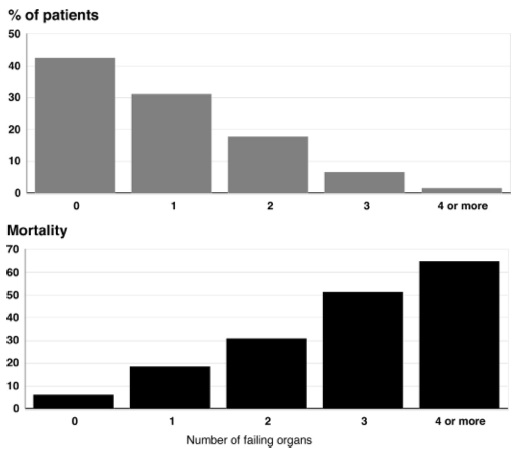 % of patients
50
40
30
20
10
0
0 1 2 3 4 or more
Mortality
70
60
50
40
30
20
10
0
0 1 2 3 4 or more
Number of failing organs